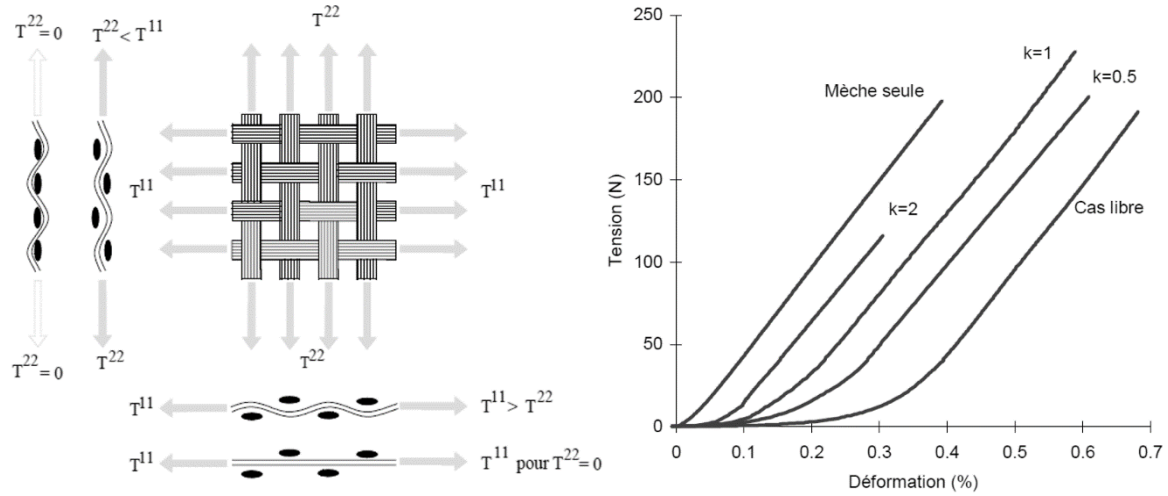 T²²= 0
T²² < T¹¹
T²²
T¹¹
T¹¹
T²²= 0
T²²
T²²
T¹¹
T¹¹> T²²
T¹¹
T¹¹ pour T²²= 0
250
200
150
100
50
0
Tension (N)
Mèche seule
k=1
k=0.5
k=2
Cas libre
0
0.1
0.2
0.3
0.4
0.5
0.6
0.7
Déformation (%)